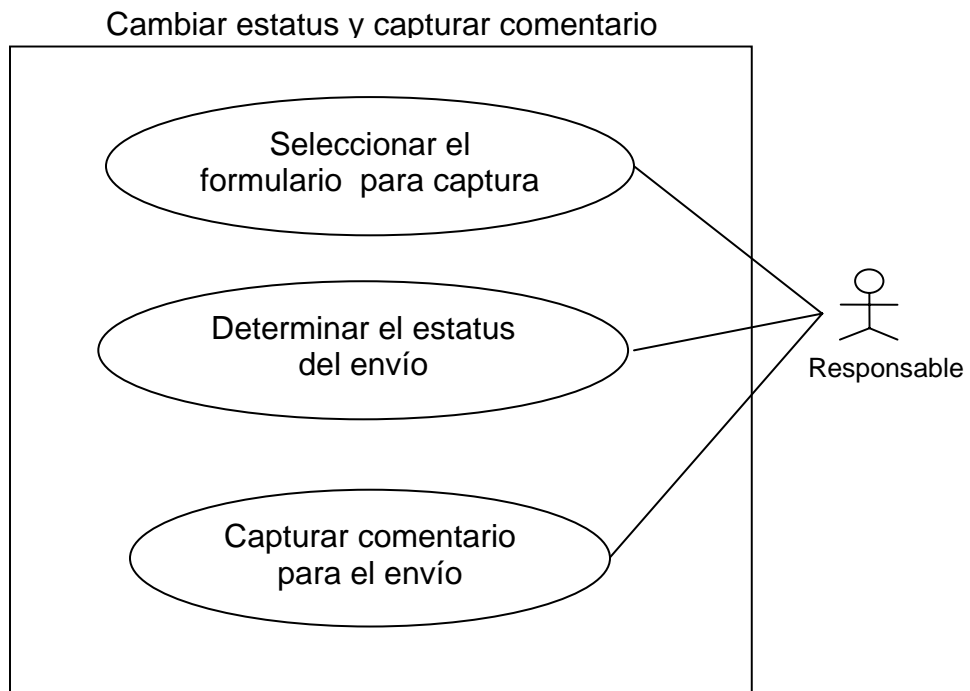 Cambiar estatus y capturar comentario
Seleccionar el
formulario para captura
Determinar el estatus
del envío
Responsable
Capturar comentario
para el envío